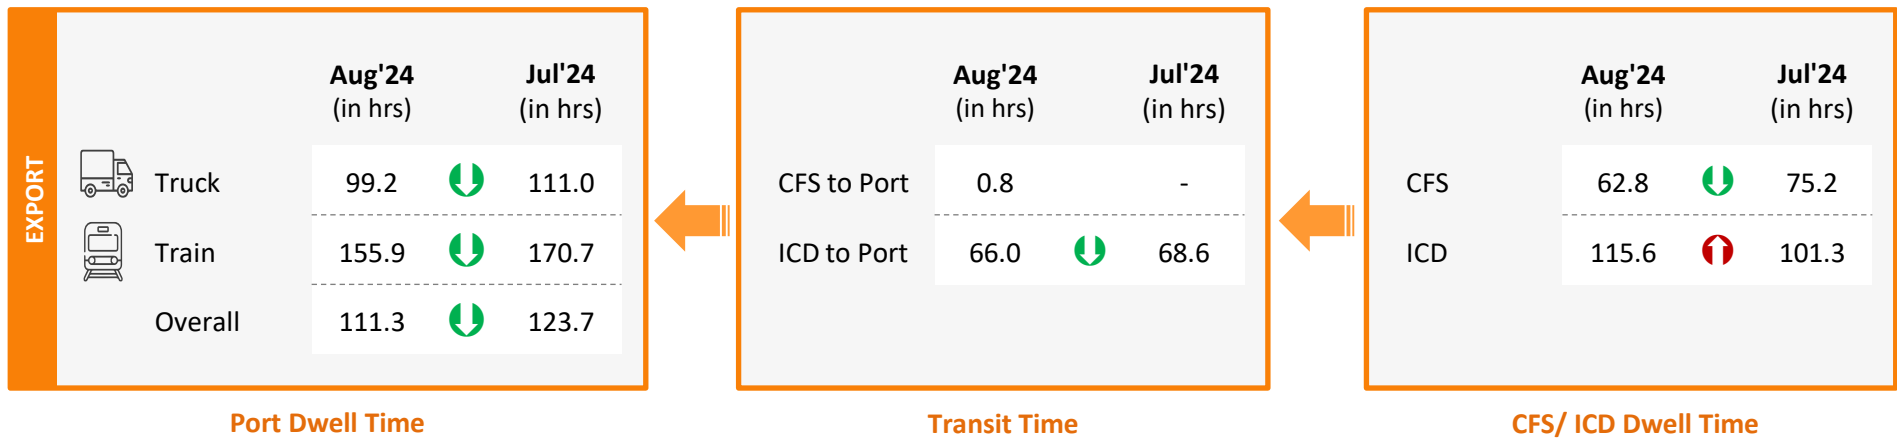 EXPORT
Aug'24 Jul'24
(in hrs) (in hrs)
Truck 99.2 111.0
Train 155.9 170.7
Overall 111.3 123.7
Port Dwell Time
Aug'24 Jul'24
(in hrs) (in hrs)
CFS to Port 0.8 -
ICD to Port 66.0 68.6
Transit Time
Aug'24 Jul'24
(in hrs) (in hrs)
CFS 62.8 75.2
ICD 115.6 101.3
CFS/ ICD Dwell Time